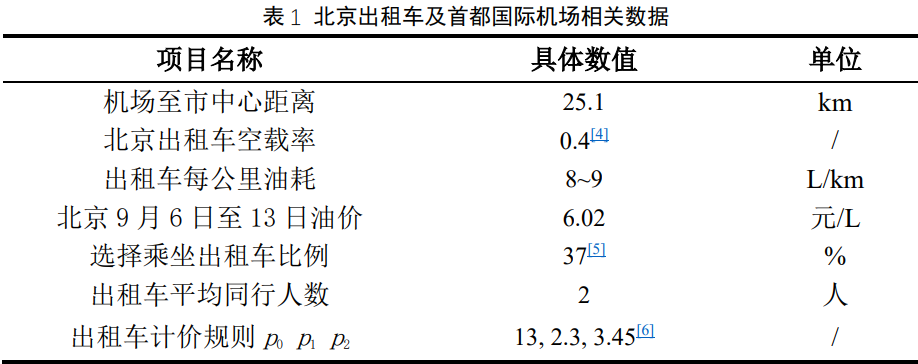 表 1 北京出租车及首都国际机场相关数据
项目名称 具体数值 单位
机场至市中心距离 25.1 km
北京出租车空载率 0.4[4] /
出租车每公里油耗 8~9 L/km
北京 9 月 6 日至 13 日油价 6.02 元/L
选择乘坐出租车比例 37[5] %
出租车平均同行人数 2 人
出租车计价规则 p0 p1 p2 13, 2.3, 3.45[6] /